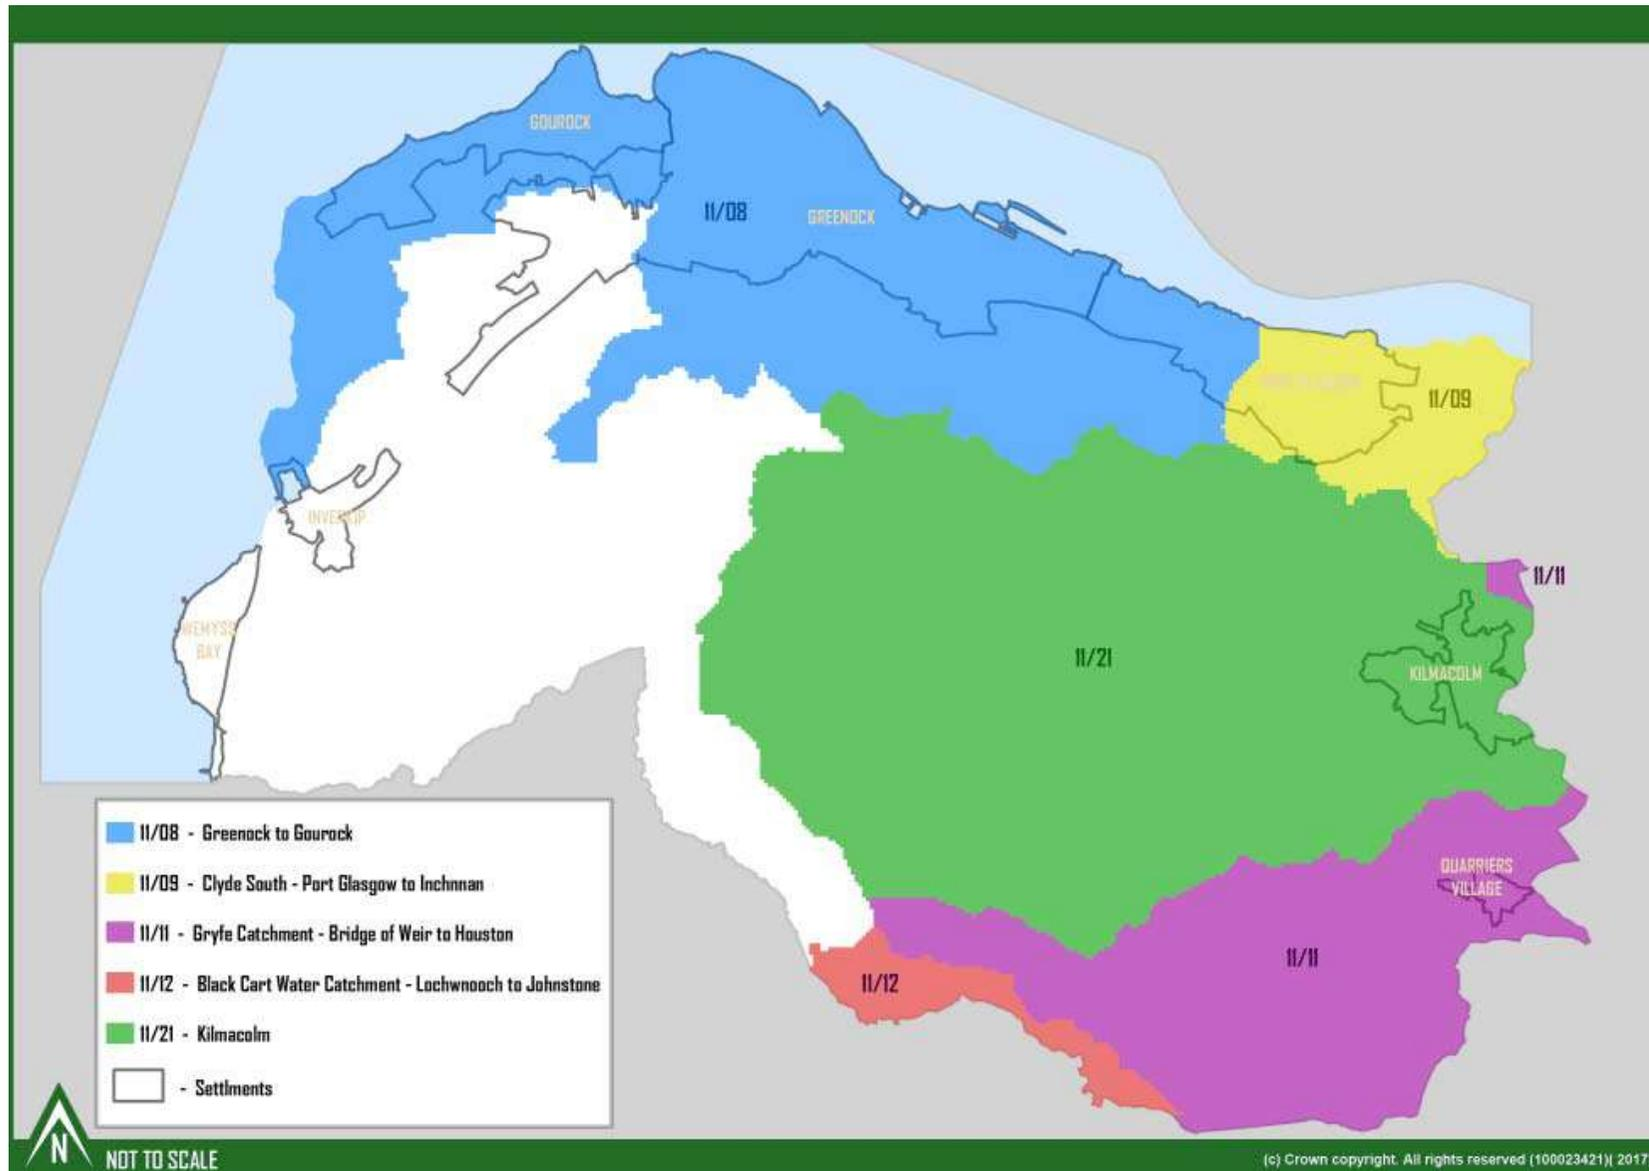 GOUROCK
11/08
GREENOCK
11/09
INVERKIP
11/11
WEMYSS
BAY
11/21
KILMACOLM
11/08 - Greenock to Gourock
11/09 - Clyde South - Port Glasgow to Inchnnan
11/11 - Gryfe Catchment - Bridge of Weir to Houston
11/12 - Black Cart Water Catchment - Lochwnooch to Johnstone
11/21 - Kilmacolm
- Settlments
QUARRIERS
VILLAGE
11/11
11/12
N
NOT TO SCALE
(c) Crown copyright. All rights reserved (100023421)( 2017